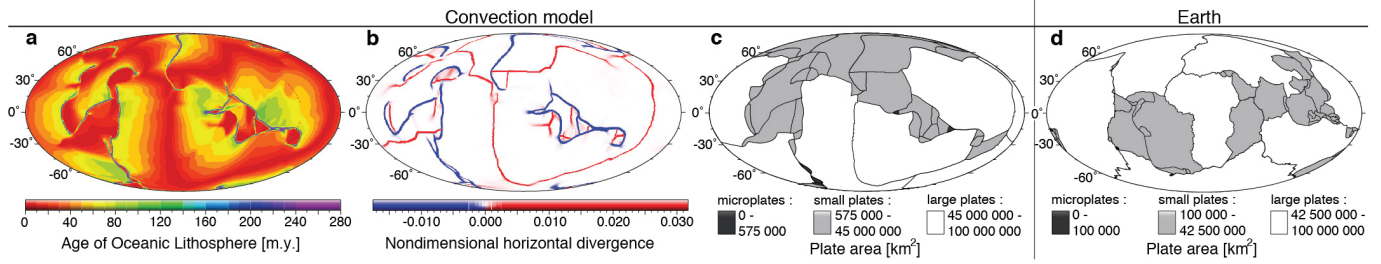 Convection model
Earth
a
60˚
30˚
0˚
-30˚
-60˚
0 40 80 120 160 200 240 280
Age of Oceanic Lithosphere [m.y.]
b
60˚
30˚
0˚
-30˚
-60˚
-0.010 0.000 0.010 0.020 0.030
Nondimensional horizontal divergence
c
60˚
30˚
0˚
-30˚
-60˚
microplates : small plates : large plates :
0 - 575 000 - 45 000 000 -
575 000 45 000 000 100 000 000
Plate area [km2]
d
60˚
30˚
0˚
-30˚
-60˚
microplates : small plates : large plates :
0 - 100 000 - 42 500 000 -
100 000 42 500 000 100 000 000
Plate area [km2]